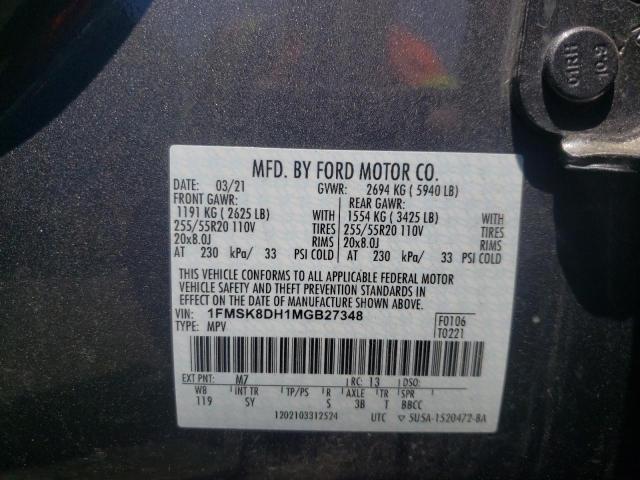 G1RH
10.9
MFD. BY FORD MOTOR CO.
DATE: 03/21 GVWR: 2694 KG ( 5940 LB)
FRONT GAWR: REAR GAWR:
1191 KG ( 2625 LB) WITH 1554 KG ( 3425 LB) WITH
255/55R20 110V TIRES 255/55R20 110V TIRES
20x8.0J RIMS 20x8.0J RIMS
AT 230 kPa/ 33 PSI COLD AT 230 kPa/ 33 PSI COLD
THIS VEHICLE CONFORMS TO ALL APPLICABLE FEDERAL MOTOR
VEHICLE SAFETY AND THEFT PREVENTION STANDARDS IN
EFFECT ON THE DATE OF MANUFACTURE SHOWN ABOVE.
VIN: 1FMSK8DH1MGB27348 F0106
TYPE: MPV T0221
EXT PNT: M7 RC: 13 DSO:
WB INT TR TP/PS R AXLE TR SPR
119 SY S 3B T BBCC
1202103312524 UTC ▽ 5U5A-1520472-BA